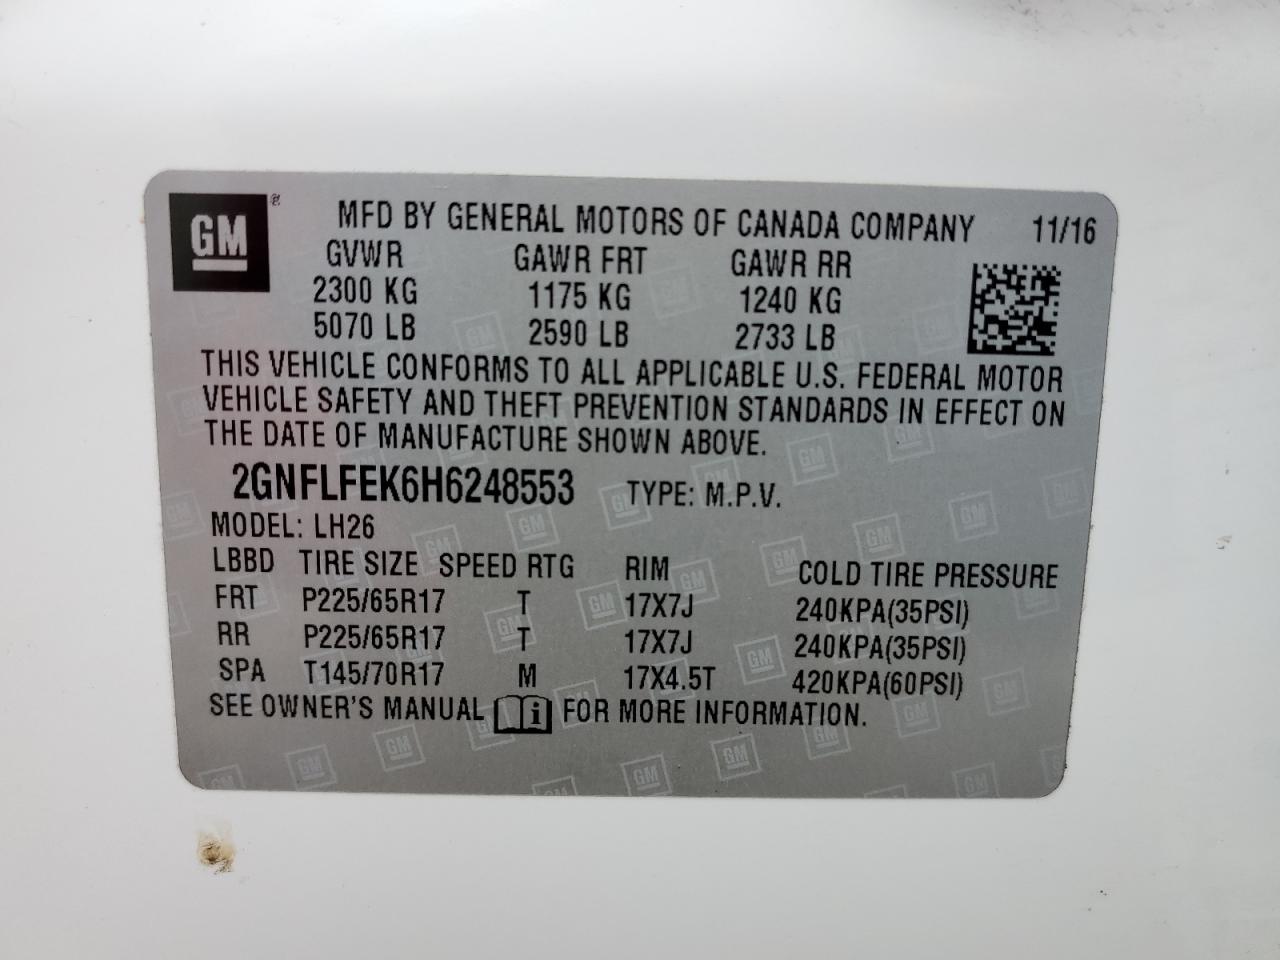 GM ®
MFD BY GENERAL MOTORS OF CANADA COMPANY 11/16
GVWR GAWR FRT GAWR RR
2300 KG 1175 KG 1240 KG
5070 LB 2590 LB 2733 LB
THIS VEHICLE CONFORMS TO ALL APPLICABLE U.S. FEDERAL MOTOR
VEHICLE SAFETY AND THEFT PREVENTION STANDARDS IN EFFECT ON
THE DATE OF MANUFACTURE SHOWN ABOVE.
2GNFLFEK6H6248553 TYPE: M.P.V.
MODEL: LH26
LBBD TIRE SIZE SPEED RTG RIM COLD TIRE PRESSURE
FRT P225/65R17 T 17X7J 240KPA(35PSI)
RR P225/65R17 T 17X7J 240KPA(35PSI)
SPA T145/70R17 M 17X4.5T 420KPA(60PSI)
SEE OWNER'S MANUAL i FOR MORE INFORMATION.